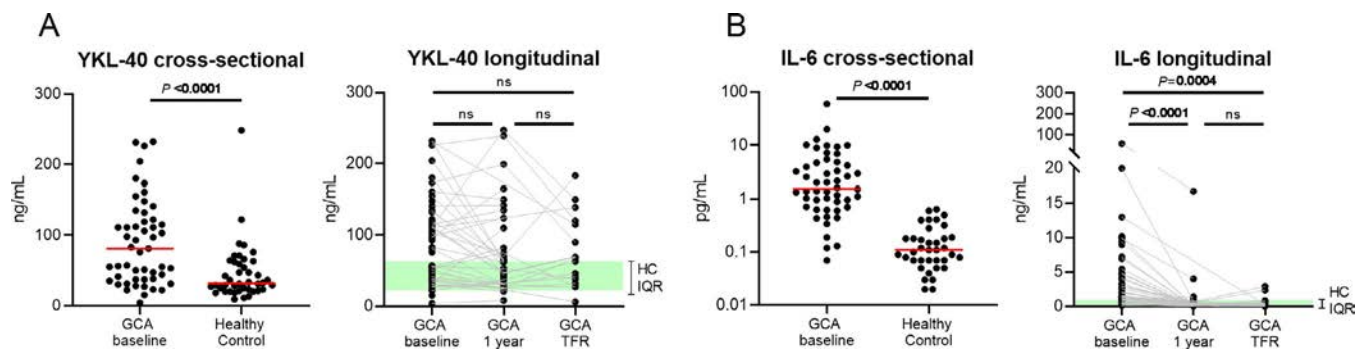 A
YKL-40 cross-sectional
P <0.0001
300
200
100
0
ng/mL
GCA
baseline
Healthy
Control
YKL-40 longitudinal
ns
ns
ns
300
200
100
0
ng/mL
HC
IQR
GCA
baseline
GCA
1 year
GCA
TFR
B
IL-6 cross-sectional
P <0.0001
100
10
1
0.1
0.01
pg/mL
GCA
baseline
Healthy
Control
IL-6 longitudinal
P=0.0004
P <0.0001
ns
300
200
100
20
15
10
5
0
ng/mL
HC
IQR
GCA
baseline
GCA
1 year
GCA
TFR